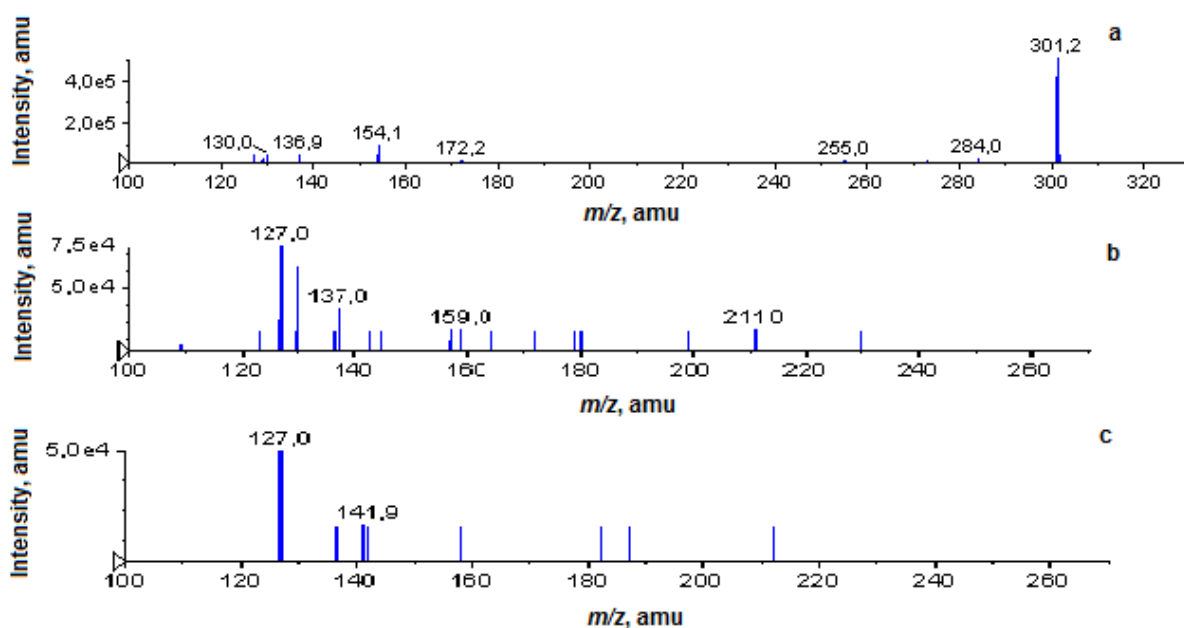 a
Intensity, amu
4,0e5
2,0e5
130,0
136,9
154,1
172,2
255,0
284,0
301,2
100 120 140 160 180 200 220 240 260 280 300 320
m/z, amu
b
Intensity, amu
7,5e4
5,0e4
127,0
137,0
159,0
211 0
100 120 140 160 180 200 220 240 260
m/z, amu
c
Intensity, amu
5,0e4
127,0
141,9
100 120 140 160 180 200 220 240 260
m/z, amu